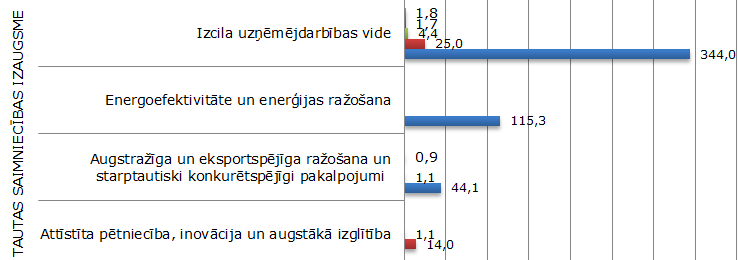 TAUTAS SAIMNIECĪBAS IZAUGSME
Izcila uzņēmējdarbības vide
1,8
1,7
4,4
25,0
344,0
Energoefektivitāte un enerģijas ražošana
115,3
Augstražīga un eksportspējīga ražošana un
starptautiski konkurētspējīgi pakalpojumi
0,9
1,1
44,1
Attīstīta pētniecība, inovācija un augstākā izglītība
1,1
14,0